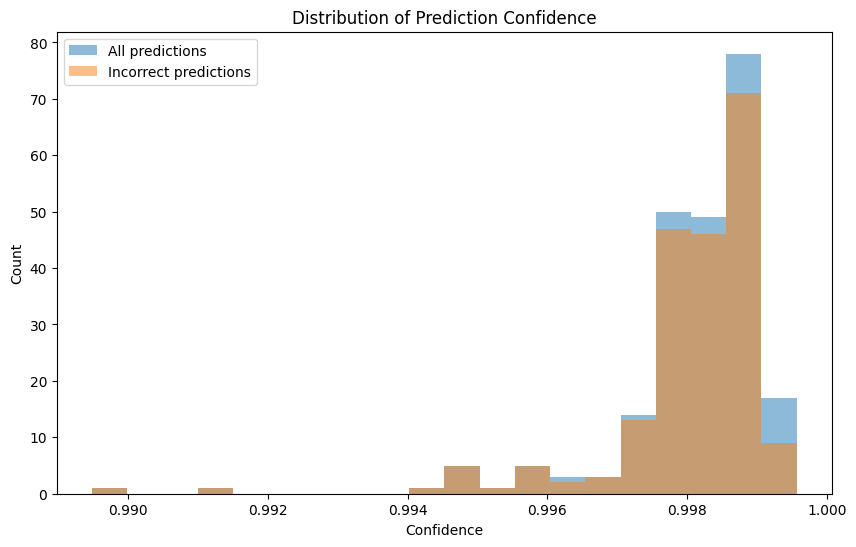 Distribution of Prediction Confidence
All predictions
Incorrect predictions
80
70
60
50
40
30
20
10
0
Count
0.990 0.992 0.994 0.996 0.998 1.000
Confidence